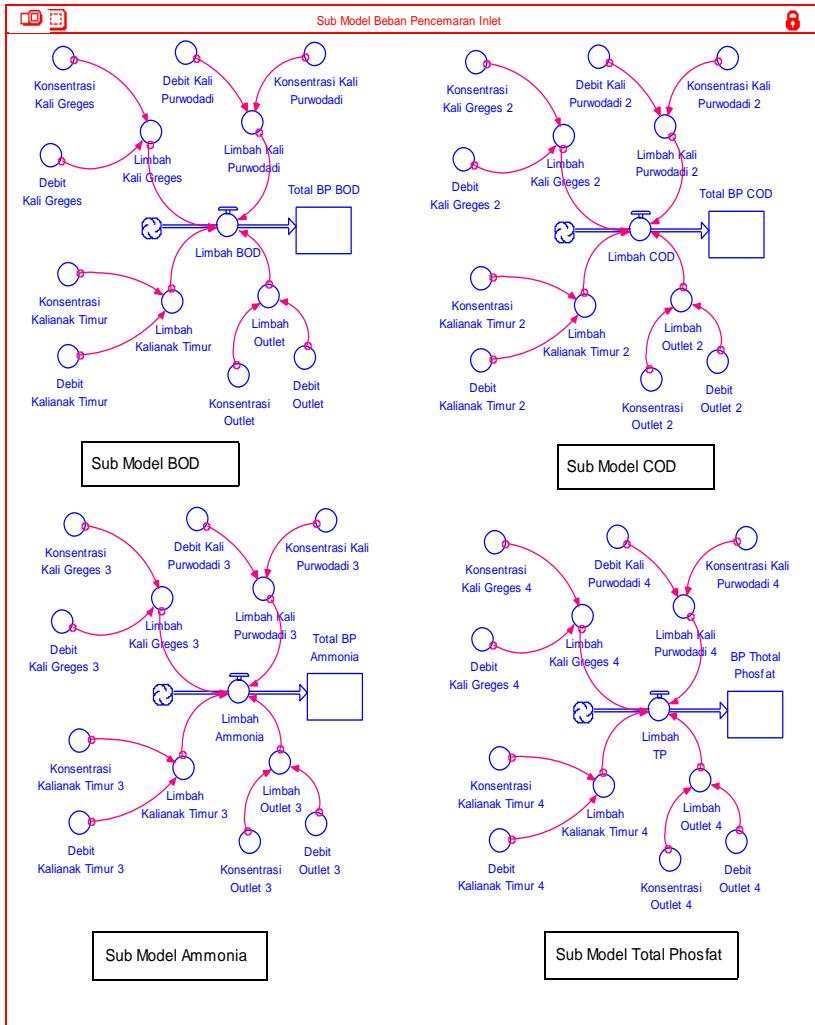 Sub Model Beban Pencemaran Inlet
Konsentrasi
Kali Greges
Debit Kali
Purwodadi
Konsentrasi Kali
Purwodadi
Limbah
Kali Greges
Limbah Kali
Purwodadi
Debit
Kali Greges
Total BP BOD
Limbah BOD
Konsentrasi
Kalianak Timur
Limbah
Kalianak Timur
Limbah
Outlet
Debit
Kalianak Timur
Konsentrasi
Outlet
Debit
Outlet
Sub Model BOD
Konsentrasi
Kali Greges 2
Debit Kali
Purwodadi 2
Konsentrasi Kali
Purwodadi 2
Limbah
Kali Greges 2
Limbah Kali
Purwodadi 2
Debit
Kali Greges 2
Total BP COD
Limbah COD
Konsentrasi
Kalianak Timur 2
Limbah
Kalianak Timur 2
Limbah
Outlet 2
Debit
Kalianak Timur 2
Konsentrasi
Outlet 2
Debit
Outlet 2
Sub Model COD
Konsentrasi
Kali Greges 3
Debit Kali
Purwodadi 3
Konsentrasi Kali
Purwodadi 3
Limbah
Kali Greges 3
Limbah Kali
Purwodadi 3
Debit
Kali Greges 3
Total BP
Ammonia
Limbah
Ammonia
Konsentrasi
Kalianak Timur 3
Limbah
Kalianak Timur 3
Limbah
Outlet 3
Debit
Kalianak Timur 3
Konsentrasi
Outlet 3
Debit
Outlet 3
Sub Model Ammonia
Konsentrasi
Kali Greges 4
Debit Kali
Purwodadi 4
Konsentrasi Kali
Purwodadi 4
Limbah
Kali Greges 4
Limbah Kali
Purwodadi 4
Debit
Kali Greges 4
BP Thotal
Phosfat
Limbah
TP
Konsentrasi
Kalianak Timur 4
Limbah
Kalianak Timur 4
Limbah
Outlet 4
Debit
Kalianak Timur 4
Konsentrasi
Outlet 4
Debit
Outlet 4
Sub Model Total Phosfat